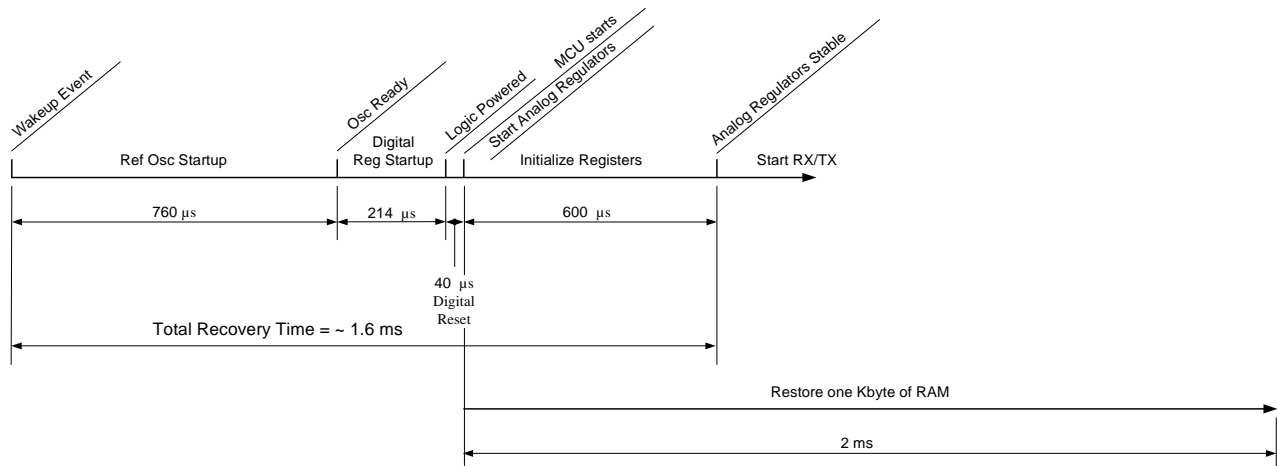 Wakeup Event
Osc Ready
Logic Powered
MCU starts
Start Analog Regulators
Analog Regulators Stable
Ref Osc Startup
Digital
Reg Startup
Initialize Registers
Start RX/TX
760 µs
214 µs
600 µs
40 µs
Digital
Reset
Total Recovery Time = ~ 1.6 ms
Restore one Kbyte of RAM
2 ms